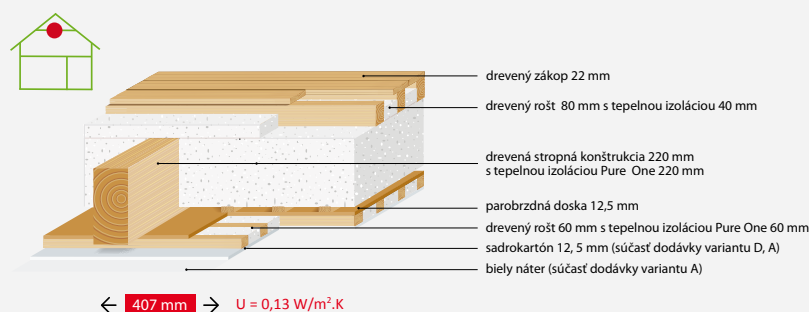 drevený zákop 22 mm
drevený rošt 80 mm s tepelnou izoláciou 40 mm
drevená stropná konštrukcia 220 mm
s tepelnou izoláciou Pure One 220 mm
parobrzdná doska 12,5 mm
drevený rošt 60 mm s tepelnou izoláciou Pure One 60 mm
sadrokartón 12, 5 mm (súčasť dodávky variantu D, A)
biely náter (súčasť dodávky variantu A)
407 mm U = 0,13 W/m².K